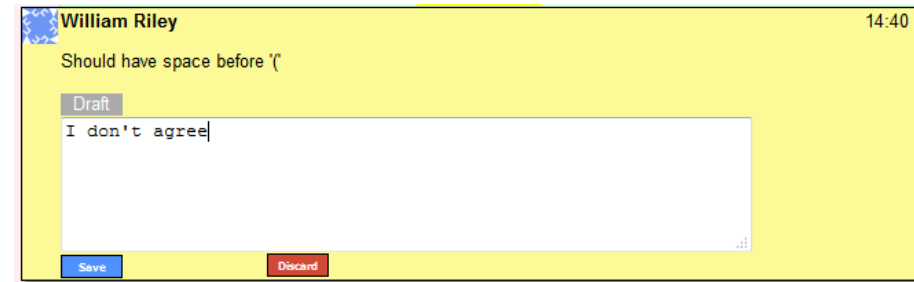 William Riley 14:40
Should have space before '('
Draft
I don't agree
Save Discard